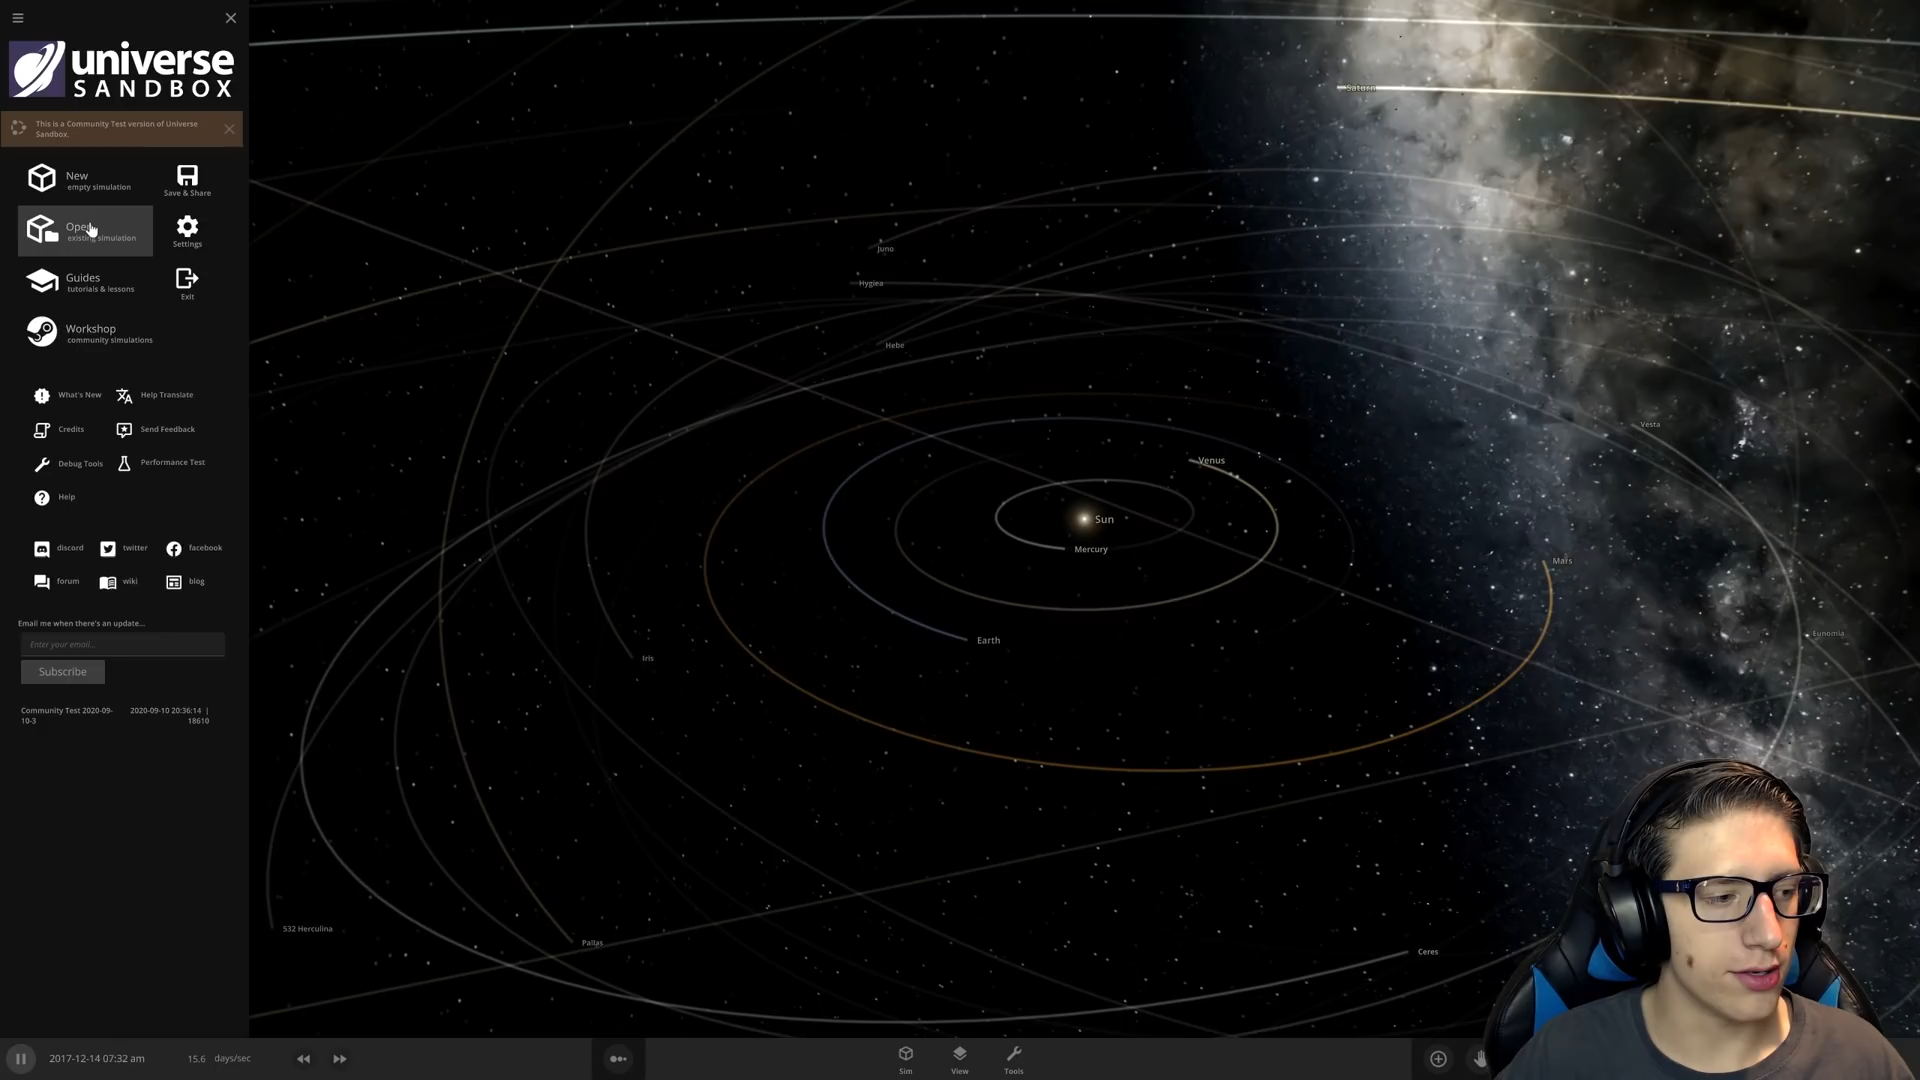 universe
SANDBOX
This is a Community Test version of Universe
Sandbox.
New
empty simulation
Save & Share
Open
existing simulation
Settings
Guides
tutorials & lessons
Exit
Workshop
community simulations
What's New
Help Translate
Credits
Send Feedback
Debug Tools
Performance Test
Help
discord
twitter
facebook
forum
wiki
blog
Email me when there's an update...
Enter your email...
Subscribe
Community Test 2020-09-
10-3
2020-09-10 20:36:14 |
18610
Saturn
Juno
Hygiea
Hebe
Vesta
Venus
Sun
Mercury
Mars
Earth
Eunomia
Iris
532 Herculina
Pallas
Ceres
2017-12-14 07:32 am
15.6 days/sec
Sim
View
Tools